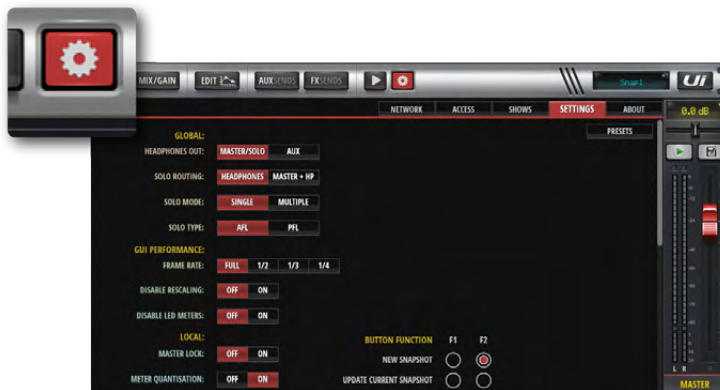 MIX/GAIN EDIT AUX SENDS FX SENDS Snap1 Ui
NETWORK ACCESS SHOWS SETTINGS ABOUT 0.0 dB
PRESETS
GLOBAL:
HEADPHONES OUT: MASTER/SOLO AUX
SOLO ROUTING: HEADPHONES MASTER + HP
SOLO MODE: SINGLE MULTIPLE
SOLO TYPE: AFL PFL
GUI PERFORMANCE:
FRAME RATE: FULL 1/2 1/3 1/4
DISABLE RESCALING: OFF ON
DISABLE LED METERS: OFF ON
LOCAL:
BUTTON FUNCTION F1 F2
MASTER LOCK: OFF ON
NEW SNAPSHOT
METER QUANTISATION: OFF ON
UPDATE CURRENT SNAPSHOT
L R
MASTER